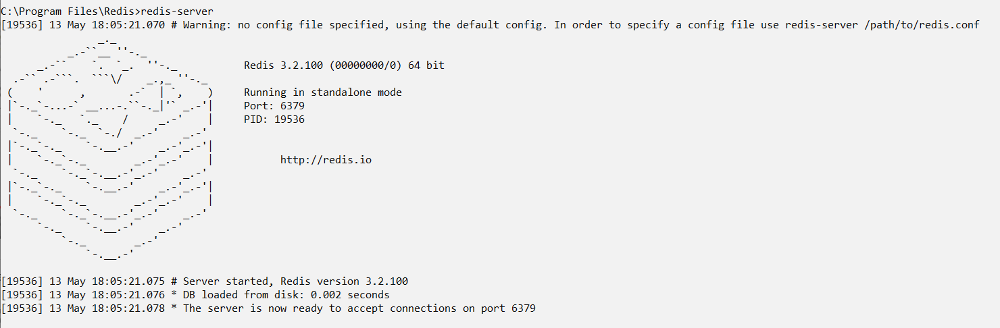 C:\Program Files\Redis>redis-server
[19536] 13 May 18:05:21.070 # Warning: no config file specified, using the default config. In order to specify a config file use redis-server /path/to/redis.conf
Redis 3.2.100 (00000000/0) 64 bit
Running in standalone mode
Port: 6379
PID: 19536
http://redis.io
[19536] 13 May 18:05:21.075 # Server started, Redis version 3.2.100
[19536] 13 May 18:05:21.076 * DB loaded from disk: 0.002 seconds
[19536] 13 May 18:05:21.078 * The server is now ready to accept connections on port 6379